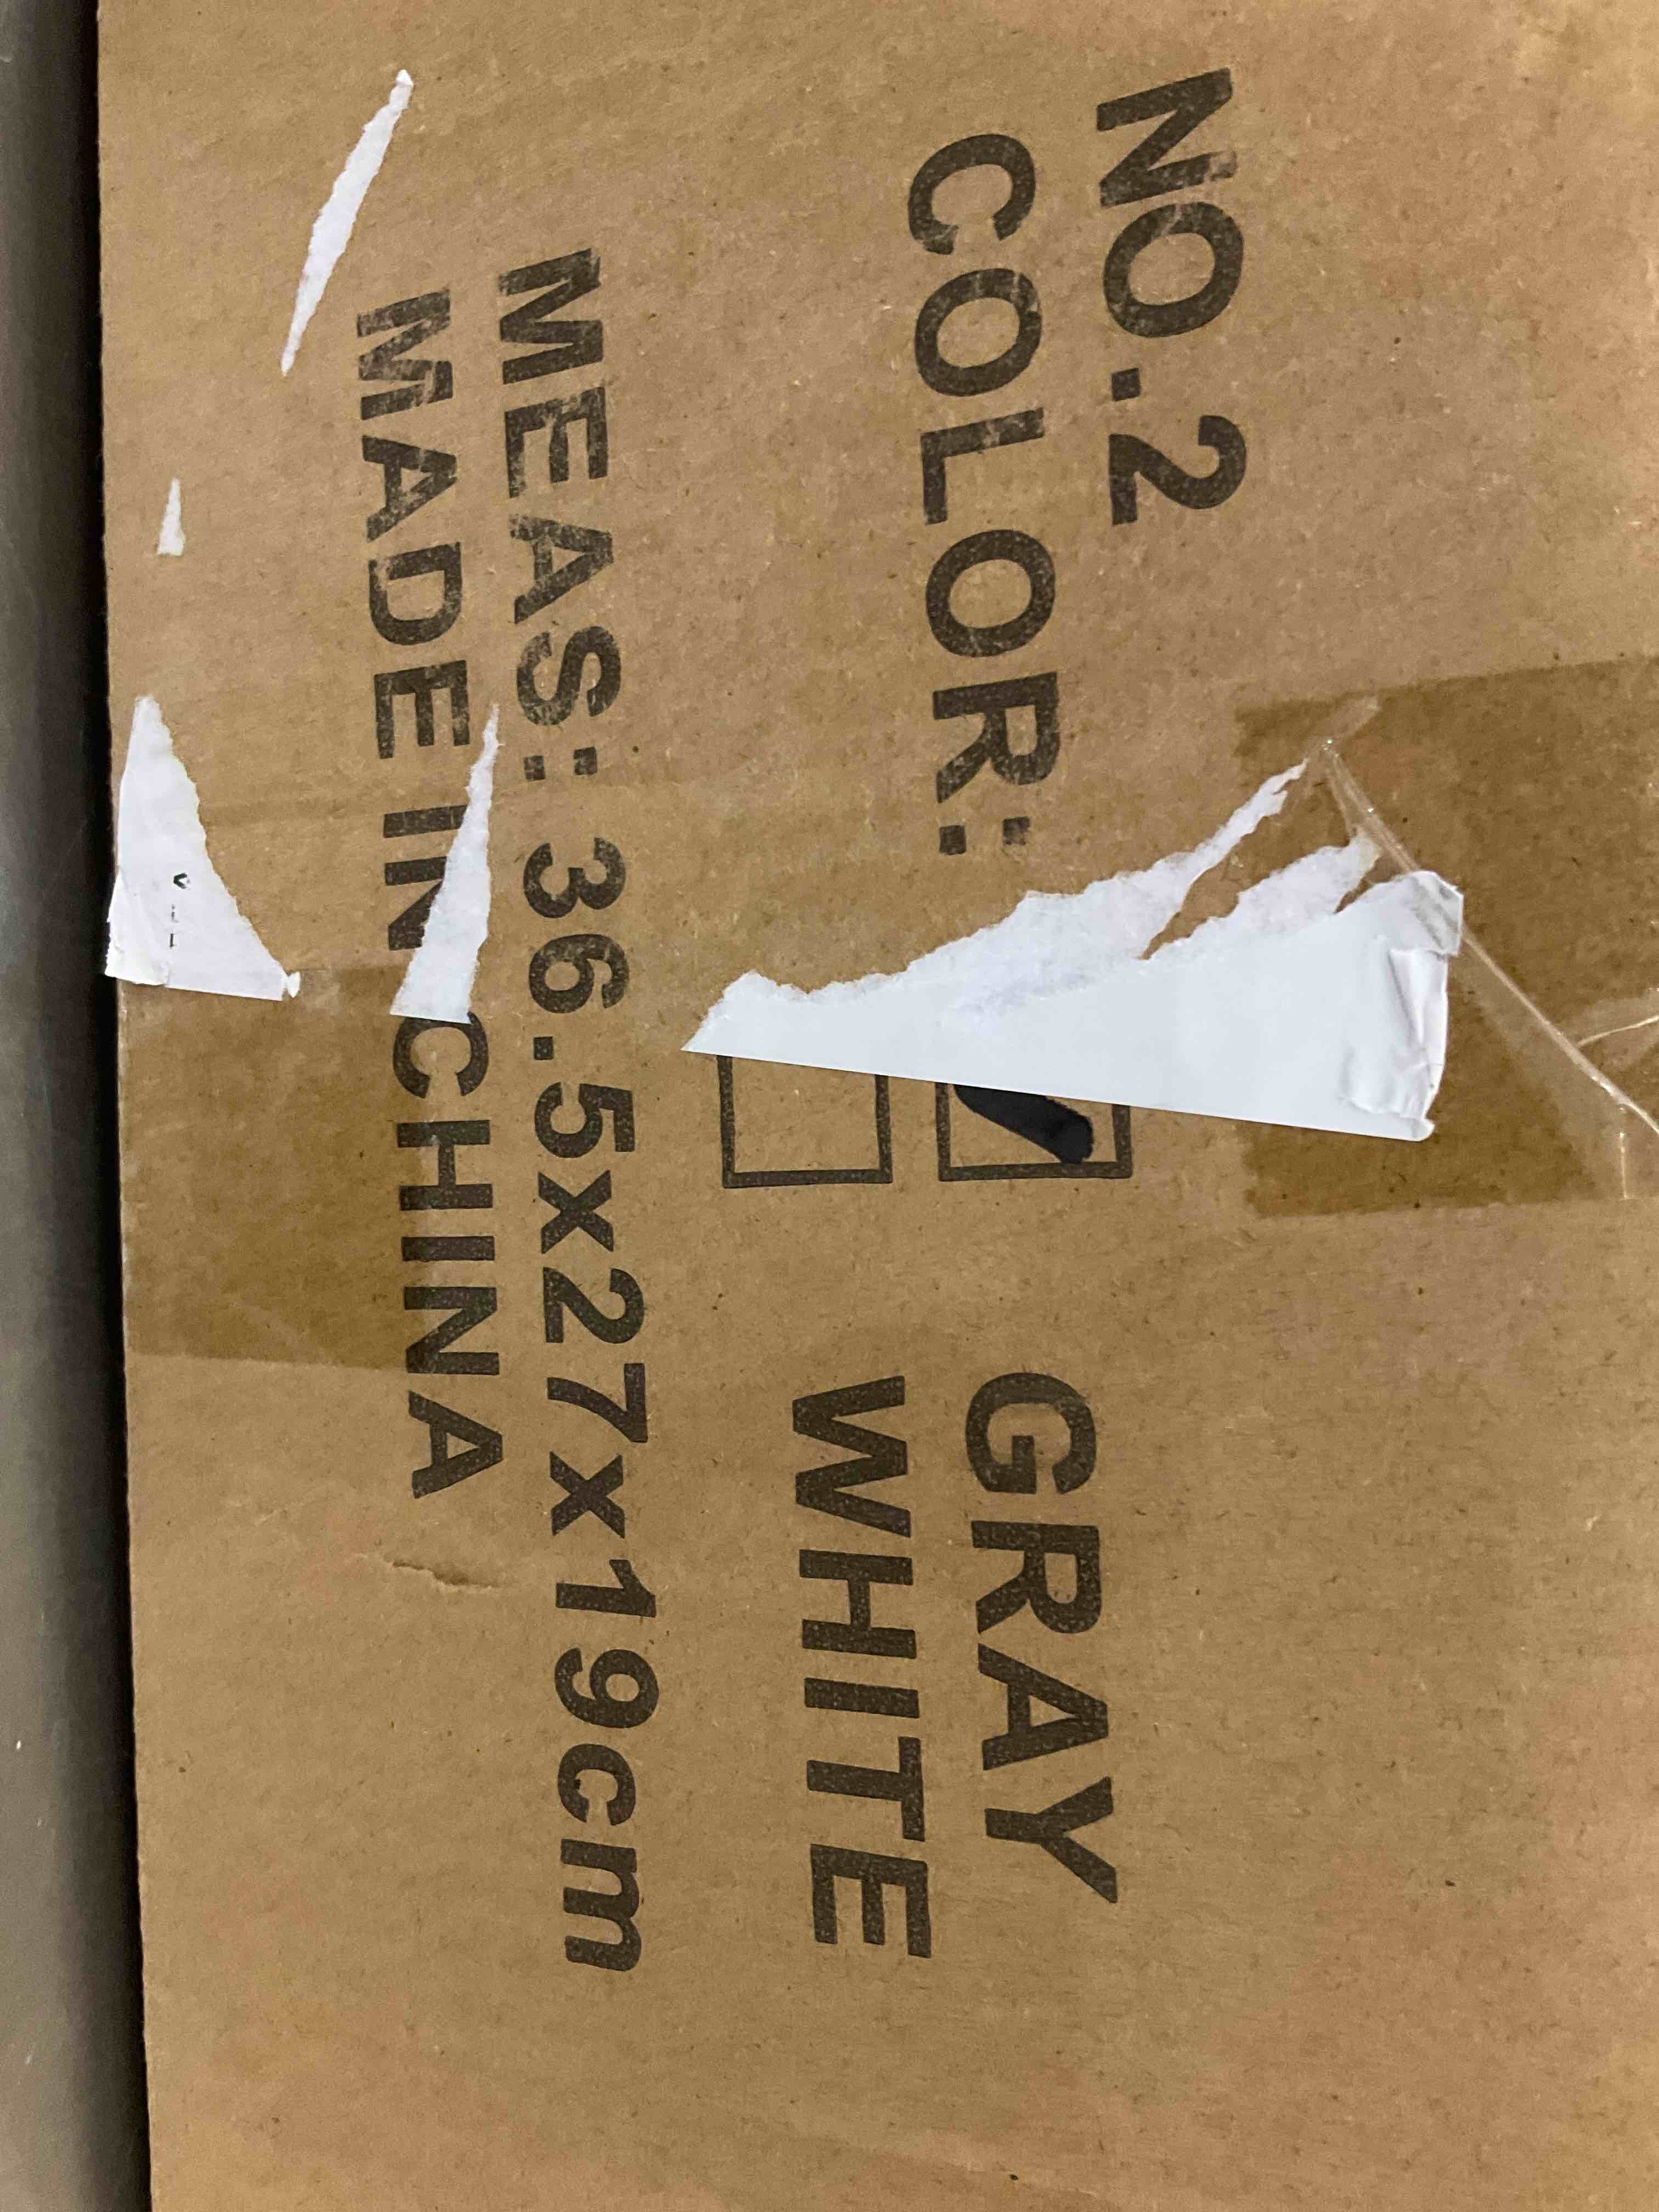 NO.2
COLOR: GRAY
WHITE
MEAS: 36.5x27x19cm
MADE IN CHINA